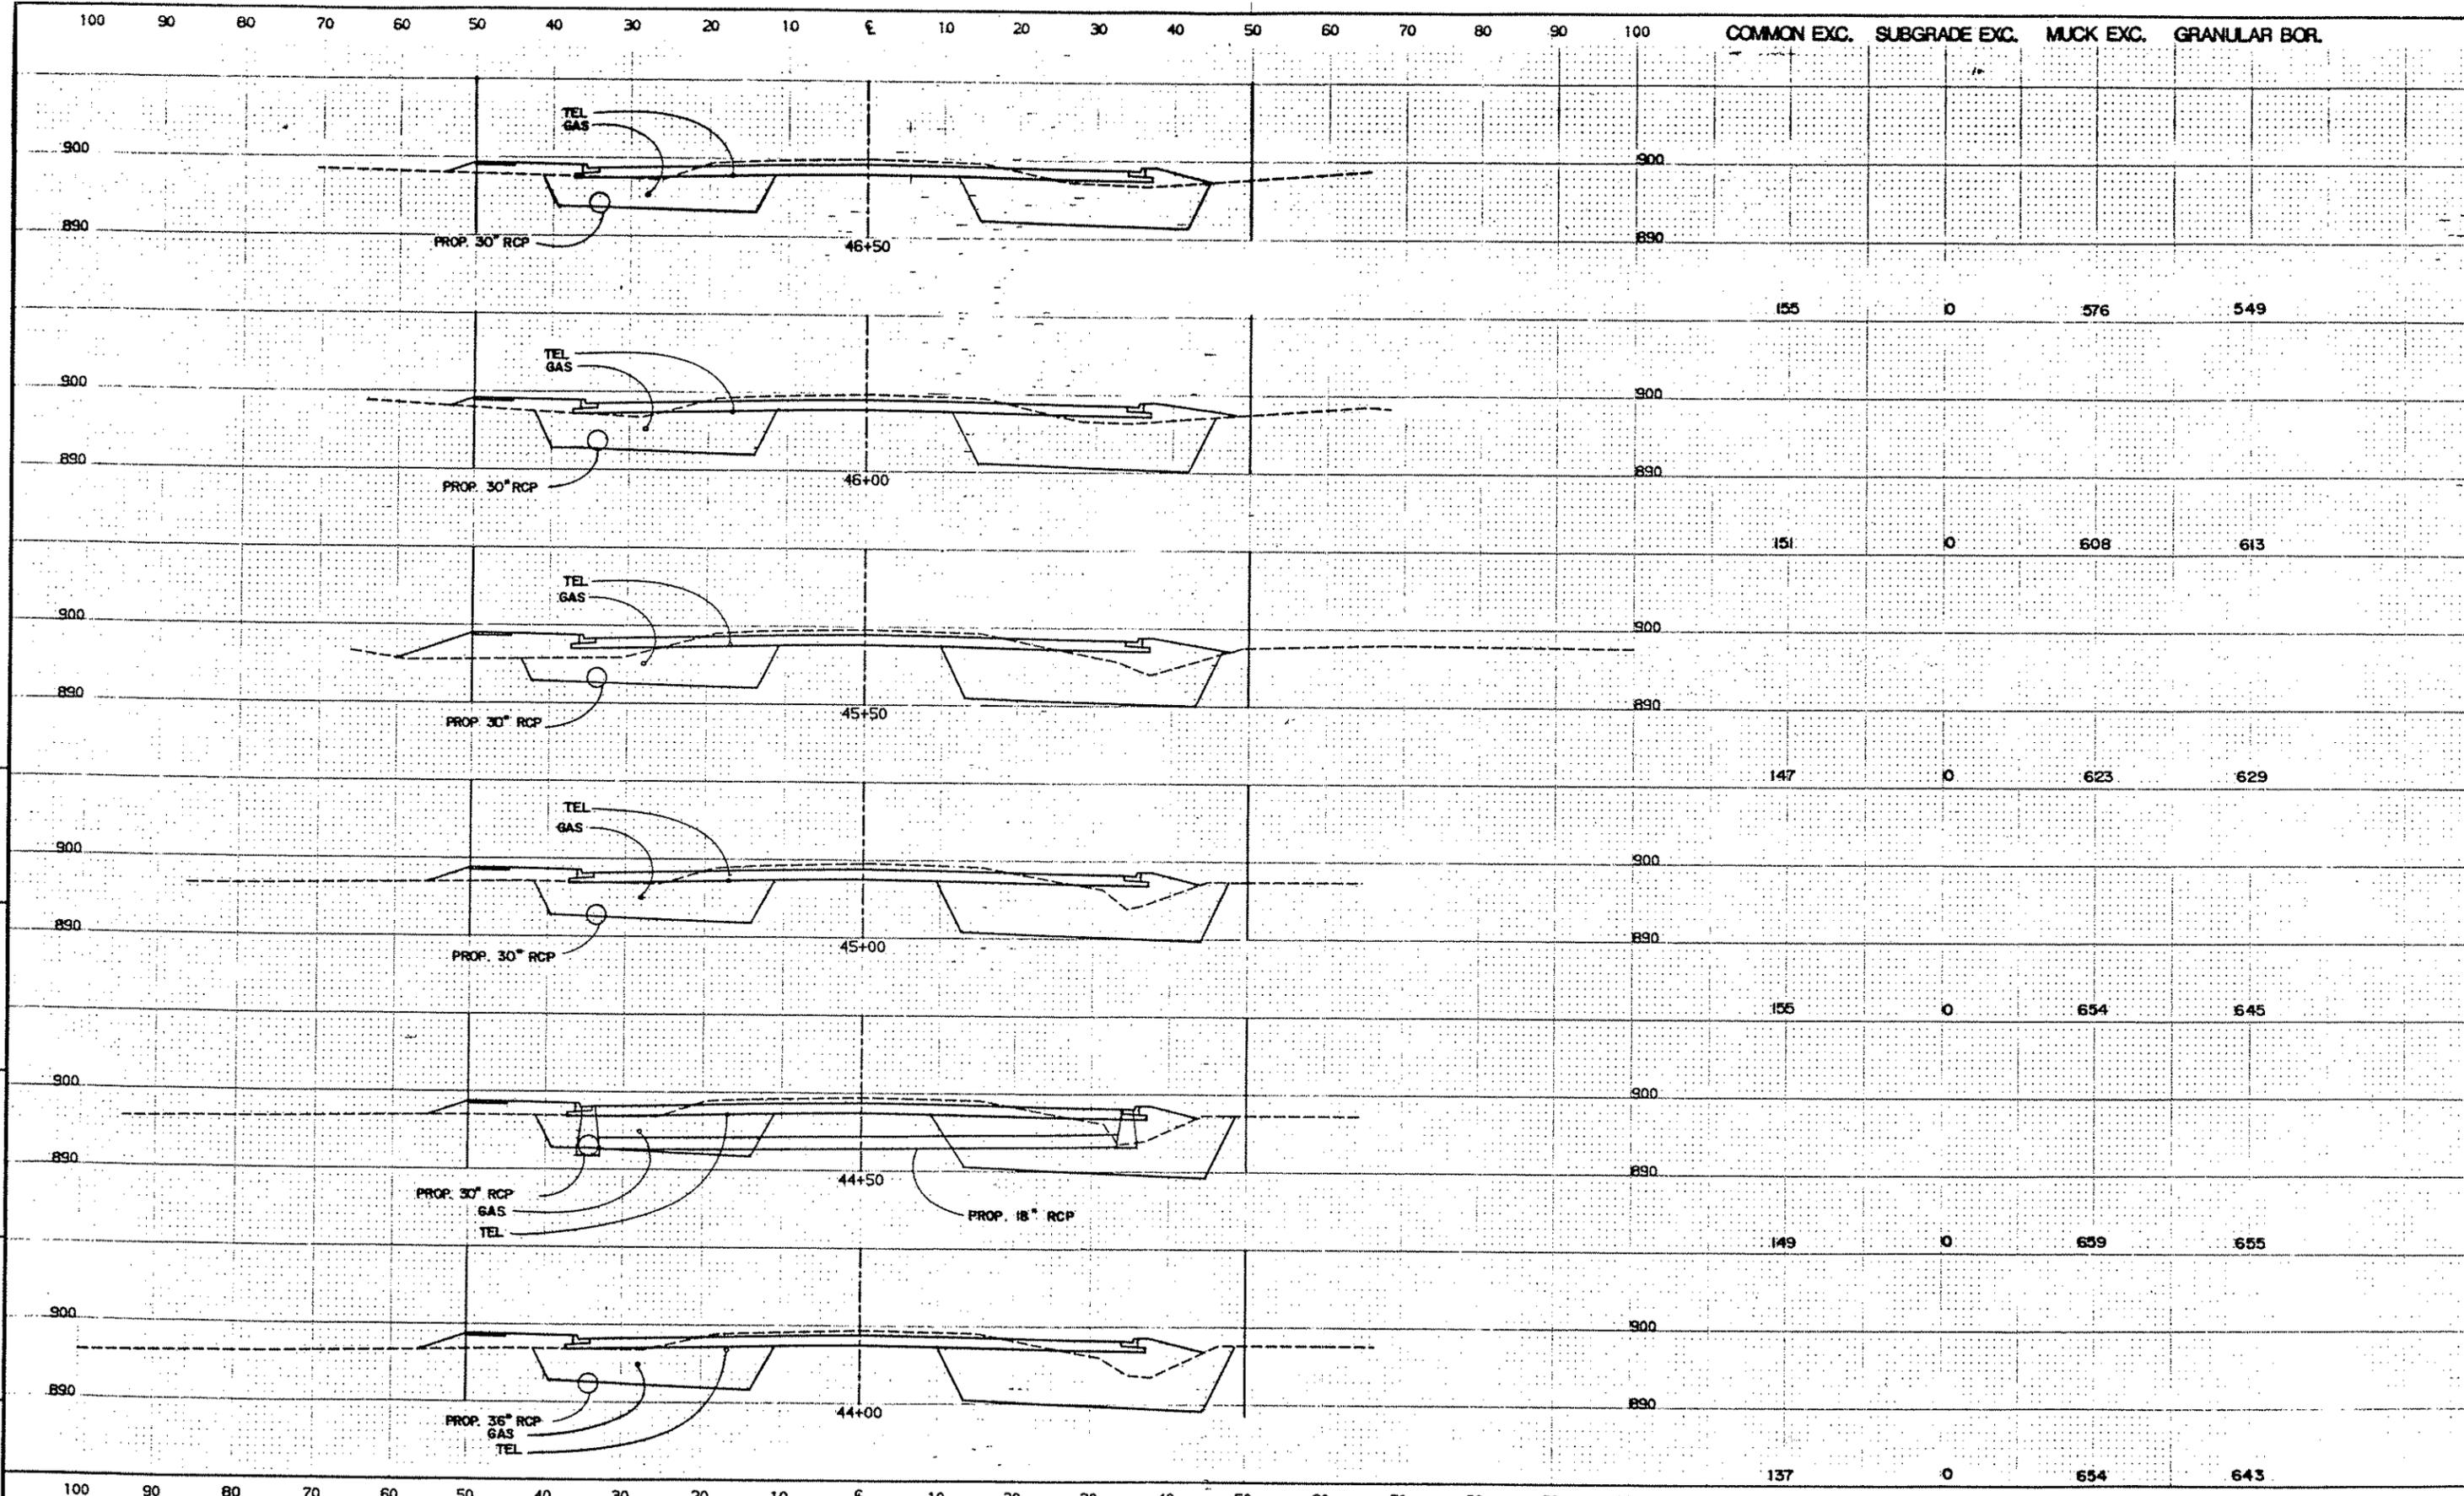 100 90 80 70 60 50 40 30 20 10 ℄ 10 20 30 40 50 60 70 80 90 100 COMMON EXC. SUBGRADE EXC. MUCK EXC. GRANULAR BOR.
TEL
GAS
900 900
890 PROP. 30" RCP 46+50 890
155 0 576 549
TEL
GAS
900 900
890 46+00 890
PROP. 30" RCP
151 0 608 613
TEL
GAS
900 900
890 45+50 890
PROP. 30" RCP
147 0 623 629
TEL
GAS
900 900
890 45+00 890
PROP. 30" RCP
155 0 654 645
900 900
890 44+50 890
PROP. 30" RCP
GAS PROP. 18" RCP
TEL
149 0 659 655
900 900
890 44+00 890
PROP. 36" RCP
GAS
TEL
137 0 654 643
100 90 80 70 60 50 40 30 20 10 ℄ 10